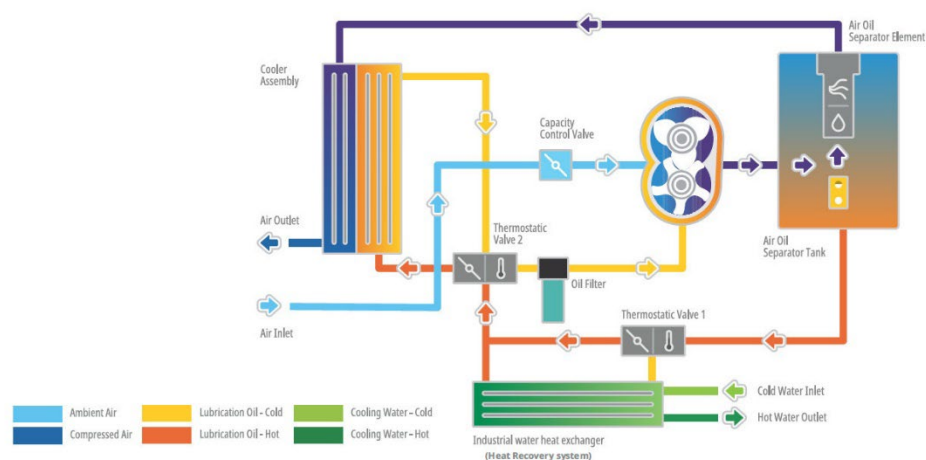 Air Oil
Separator Element
Cooler
Assembly
Capacity
Control Valve
Air Outlet
Thermostatic
Valve 2
Air Oil
Separator Tank
Oil Filter
Air Inlet
Thermostatic Valve 1
Cold Water Inlet
Hot Water Outlet
Ambient Air
Lubrication Oil - Cold
Cooling Water - Cold
Compressed Air
Lubrication Oil - Hot
Cooling Water - Hot
Industrial water heat exchanger
(Heat Recovery system)